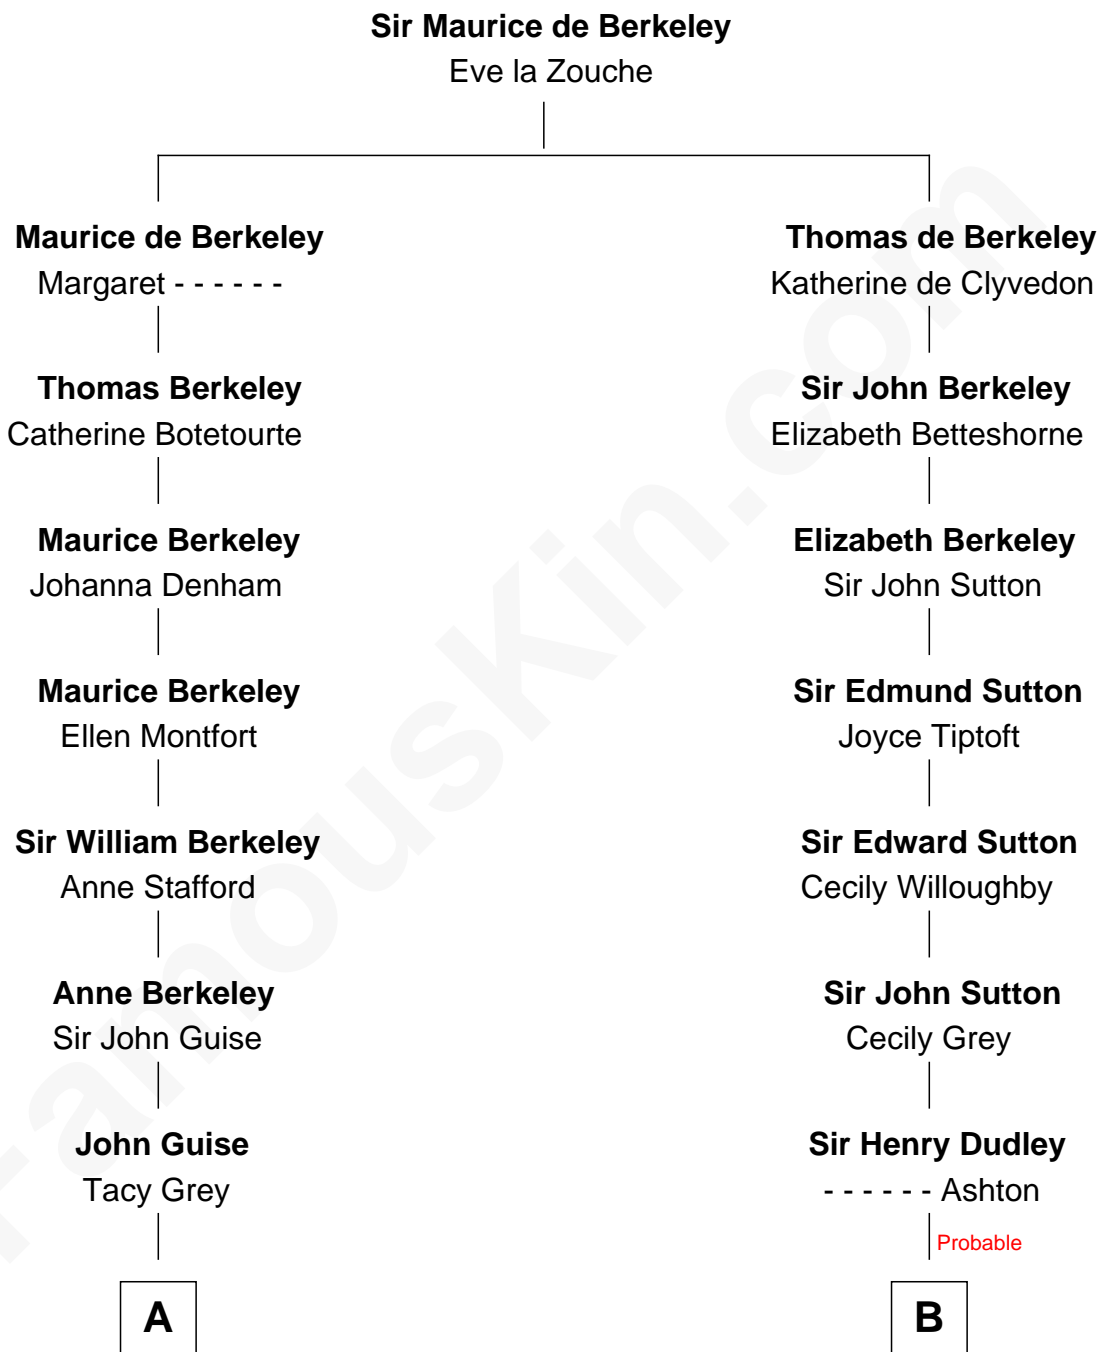 Sir Maurice de Berkeley
Eve la Zouche
Maurice de Berkeley
Margaret - - - - - -
Thomas Berkeley
Catherine Botetourte
Maurice Berkeley
Johanna Denham
Maurice Berkeley
Ellen Montfort
Sir William Berkeley
Anne Stafford
Anne Berkeley
Sir John Guise
John Guise
Tacy Grey
A
Thomas de Berkeley
Katherine de Clyvedon
Sir John Berkeley
Elizabeth Betteshorne
Elizabeth Berkeley
Sir John Sutton
Sir Edmund Sutton
Joyce Tiptoft
Sir Edward Sutton
Cecily Willoughby
Sir John Sutton
Cecily Grey
Sir Henry Dudley
- - - - - - Ashton
Probable
B
FamousKin.com